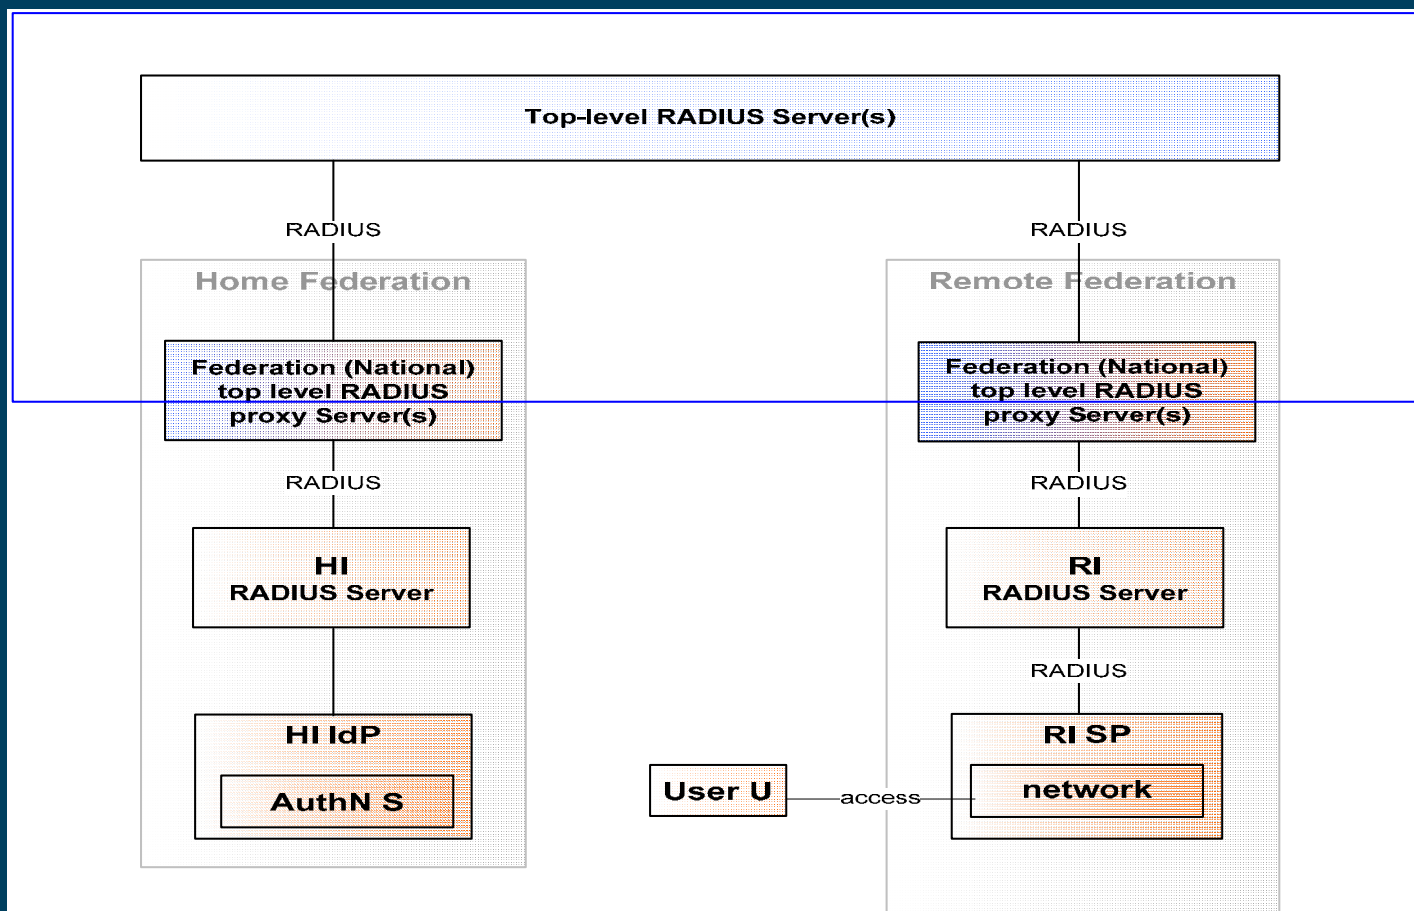 Top-level RADIUS Server(s)
RADIUS
RADIUS
Home Federation
Remote Federation
Federation (National)
top level RADIUS
proxy Server(s)
Federation (National)
top level RADIUS
proxy Server(s)
RADIUS
RADIUS
HI
RADIUS Server
RI
RADIUS Server
RADIUS
HI IdP
AuthN S
RI SP
network
User U
access